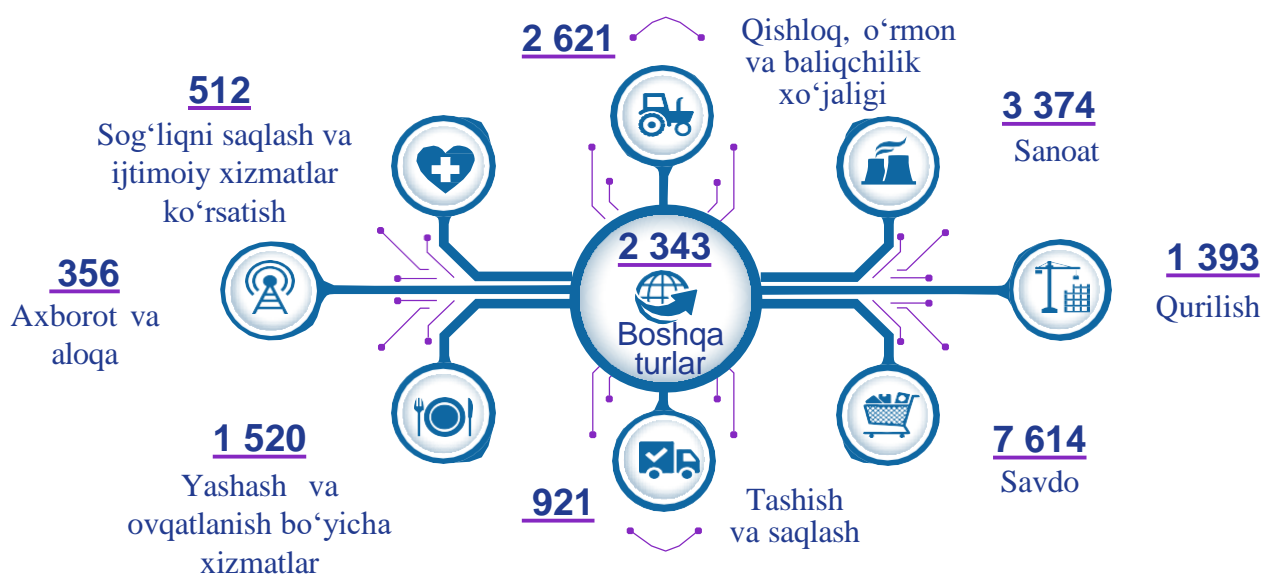 2 621
Qishloq, o‘rmon
va baliqchilik
xo‘jaligi
512
Sog‘liqni saqlash va
ijtimoiy xizmatlar
ko‘rsatish
3 374
Sanoat
356
Axborot va
aloqa
2 343
Boshqa
turlar
1 393
Qurilish
1 520
Yashash va
ovqatlanish bo‘yicha
xizmatlar
921
Tashish
va saqlash
7 614
Savdo